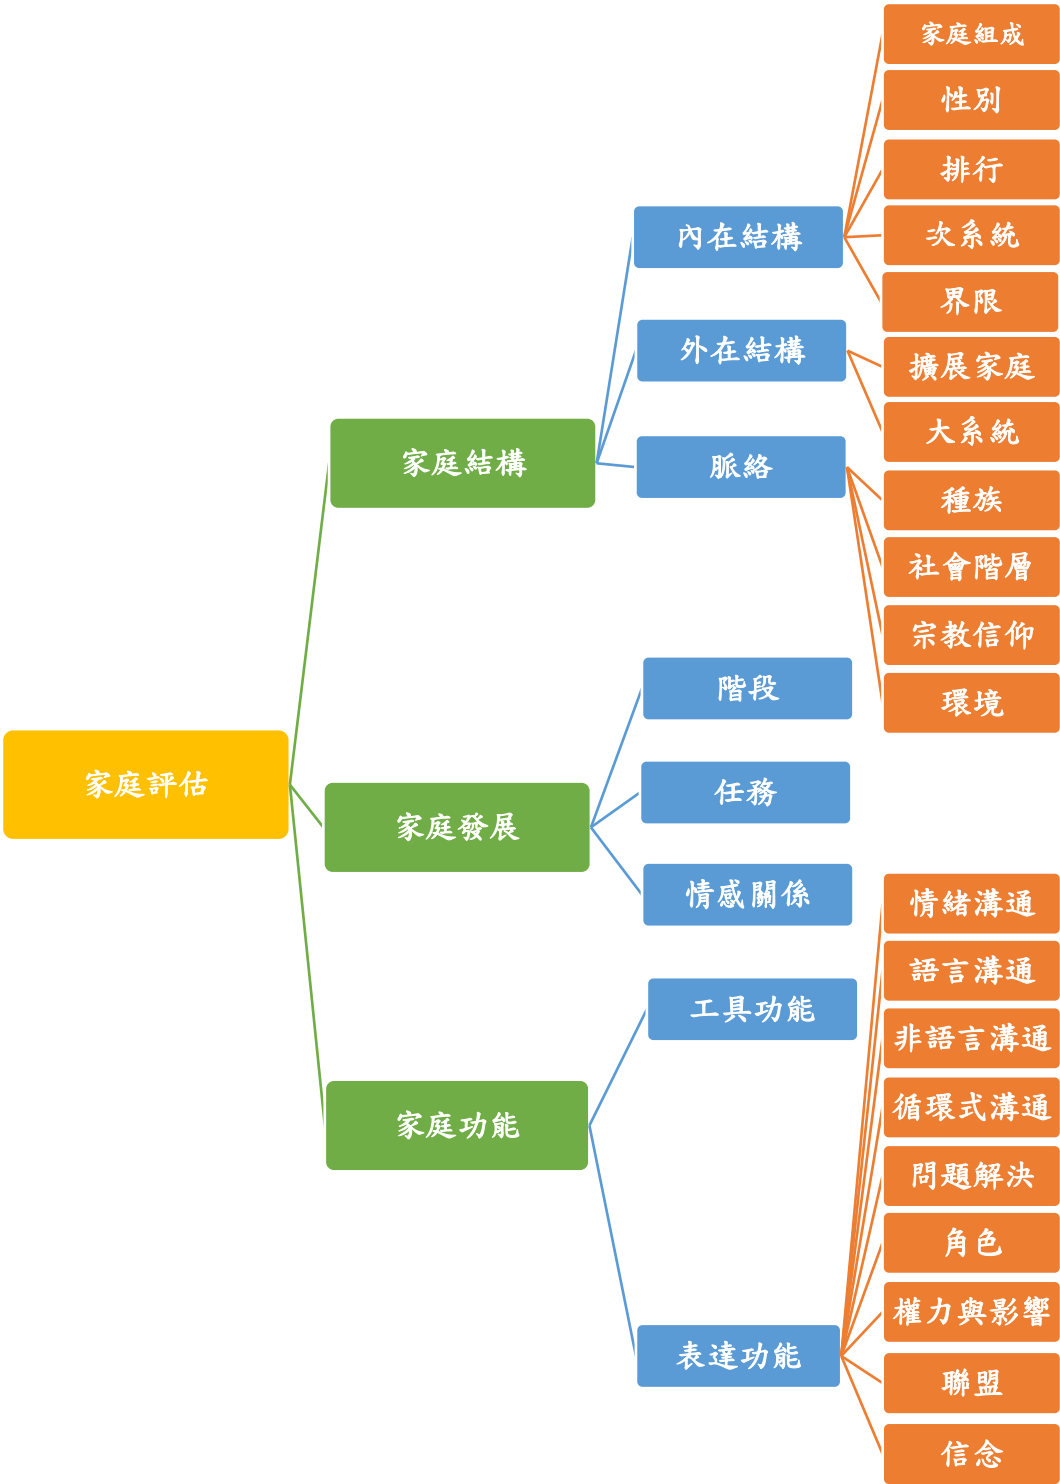 家庭評估
家庭結構
內在結構
家庭組成
性別
排行
次系統
界限
外在結構
擴展家庭
大系統
脈絡
種族
社會階層
宗教信仰
環境
家庭發展
階段
任務
情感關係
家庭功能
工具功能
表達功能
情緒溝通
語言溝通
非語言溝通
循環式溝通
問題解決
角色
權力與影響
聯盟
信念